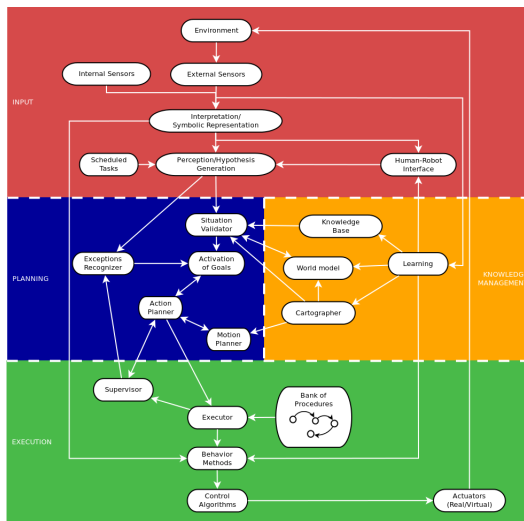 Environment
Internal Sensors
External Sensors
INPUT
Interpretation/
Symbolic Representation
Scheduled
Tasks
Perception/Hypothesis
Generation
Human-Robot
Interface
Situation
Validator
Knowledge
Base
Exceptions
Recognizer
Activation
of Goals
World model
Learning
PLANNING
KNOWLEDGE
MANAGEMENT
Action
Planner
Cartographer
Motion
Planner
Supervisor
Executor
Bank of
Procedures
EXECUTION
Behavior
Methods
Control
Algorithms
Actuators
(Real/Virtual)